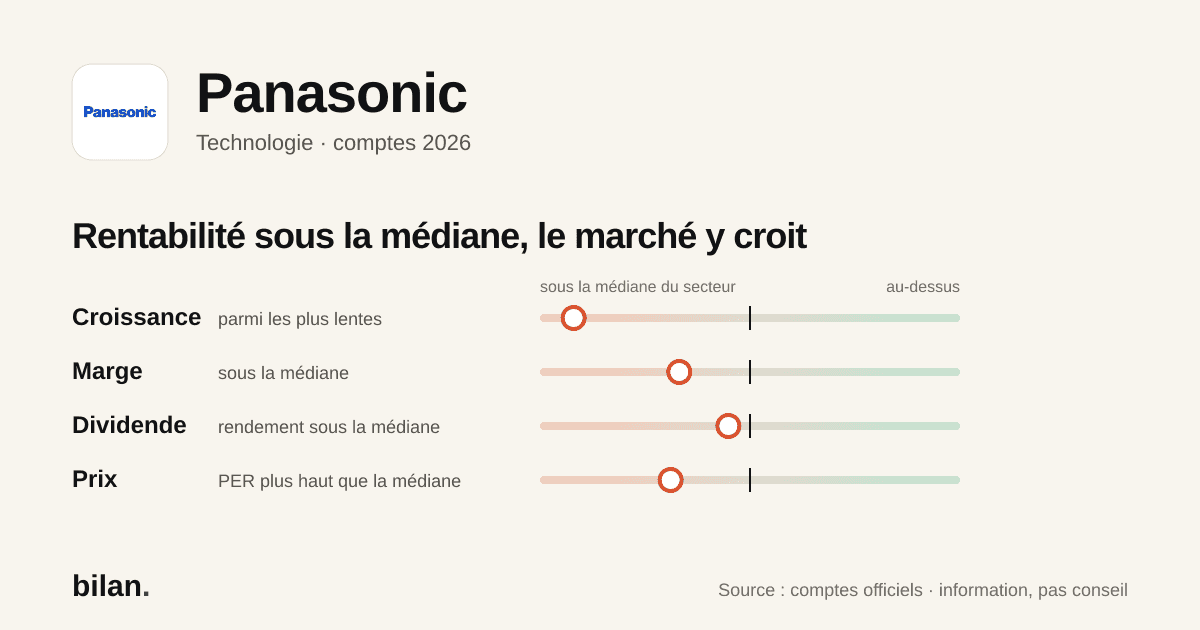 Panasonic
Panasonic
Technologie · comptes 2026
Rentabilité sous la médiane, le marché y croit
sous la médiane du secteur au-dessus
Croissance parmi les plus lentes
Marge sous la médiane
Dividende rendement sous la médiane
Prix PER plus haut que la médiane
bilan.
Source : comptes officiels · information, pas conseil